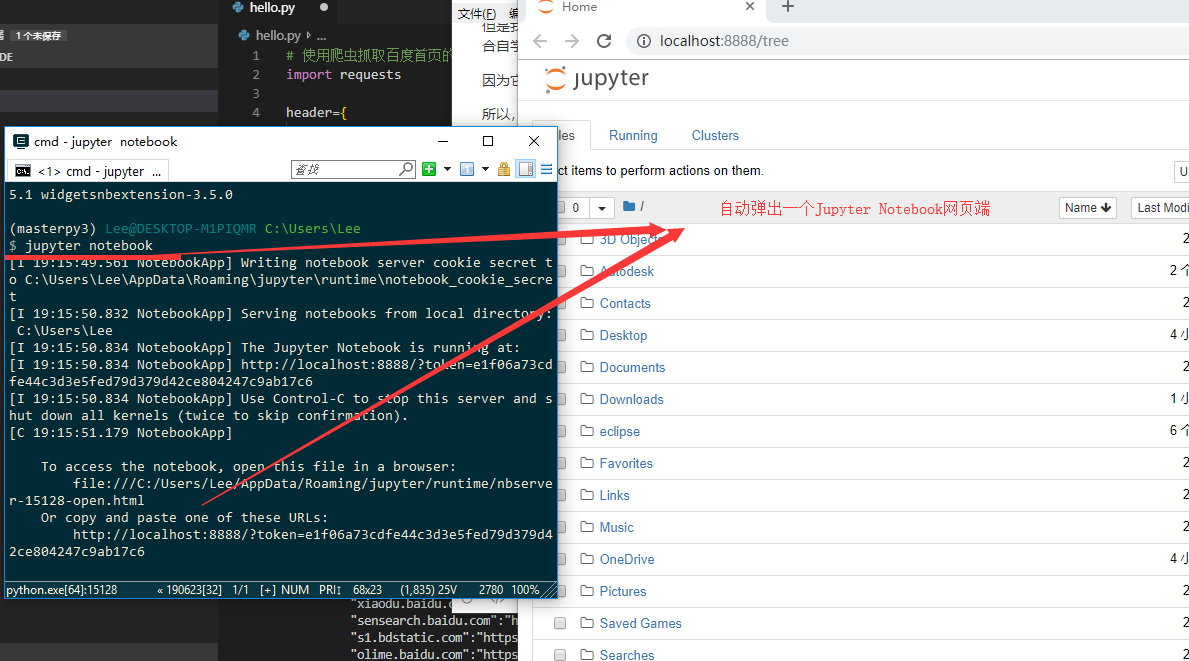 hello.py
1 个未保存
DE
hello.py › ...
1 # 使用爬虫抓取百度首页的
2 import requests
3
4 header={
文件(F) 编
合自学
因为它
所以,
Home
localhost:8888/tree
jupyter
les Running Clusters
ct items to perform actions on them.
0 /
自动弹出一个Jupyter Notebook网页端
Name Last Modi
3D Objects
Autodesk 2 个
Contacts 2
Desktop 4 小
Documents 2
Downloads 1 小
eclipse 6 个
Favorites 2
Links 2
Music 2
OneDrive 4 小
Pictures 2
Saved Games 2
Searches 2
cmd - jupyter  notebook
<1> cmd - jupyter ...
查找
5.1 widgetsnbextension-3.5.0
(masterpy3) Lee@DESKTOP-M1PIQMR C:\Users\Lee
$ jupyter notebook
[I 19:15:49.561 NotebookApp] Writing notebook server cookie secret t
o C:\Users\Lee\AppData\Roaming\jupyter\runtime\notebook_cookie_secre
t
[I 19:15:50.832 NotebookApp] Serving notebooks from local directory:
C:\Users\Lee
[I 19:15:50.834 NotebookApp] The Jupyter Notebook is running at:
[I 19:15:50.834 NotebookApp] http://localhost:8888/?token=e1f06a73cd
fe44c3d3e5fed79d379d42ce804247c9ab17c6
[I 19:15:50.834 NotebookApp] Use Control-C to stop this server and s
hut down all kernels (twice to skip confirmation).
[C 19:15:51.179 NotebookApp]
To access the notebook, open this file in a browser:
file:///C:/Users/Lee/AppData/Roaming/jupyter/runtime/nbserve
r-15128-open.html
Or copy and paste one of these URLs:
http://localhost:8888/?token=e1f06a73cdfe44c3d3e5fed79d379d4
2ce804247c9ab17c6
python.exe[64]:15128 « 190623[32] 1/1 [+] NUM PRI↕ 68x23 (1,835) 25V 2780 100%
"xiaodu.baidu.c
"sensearch.baidu.com":"h
"s1.bdstatic.com":"https
"olime.baidu.com":"https